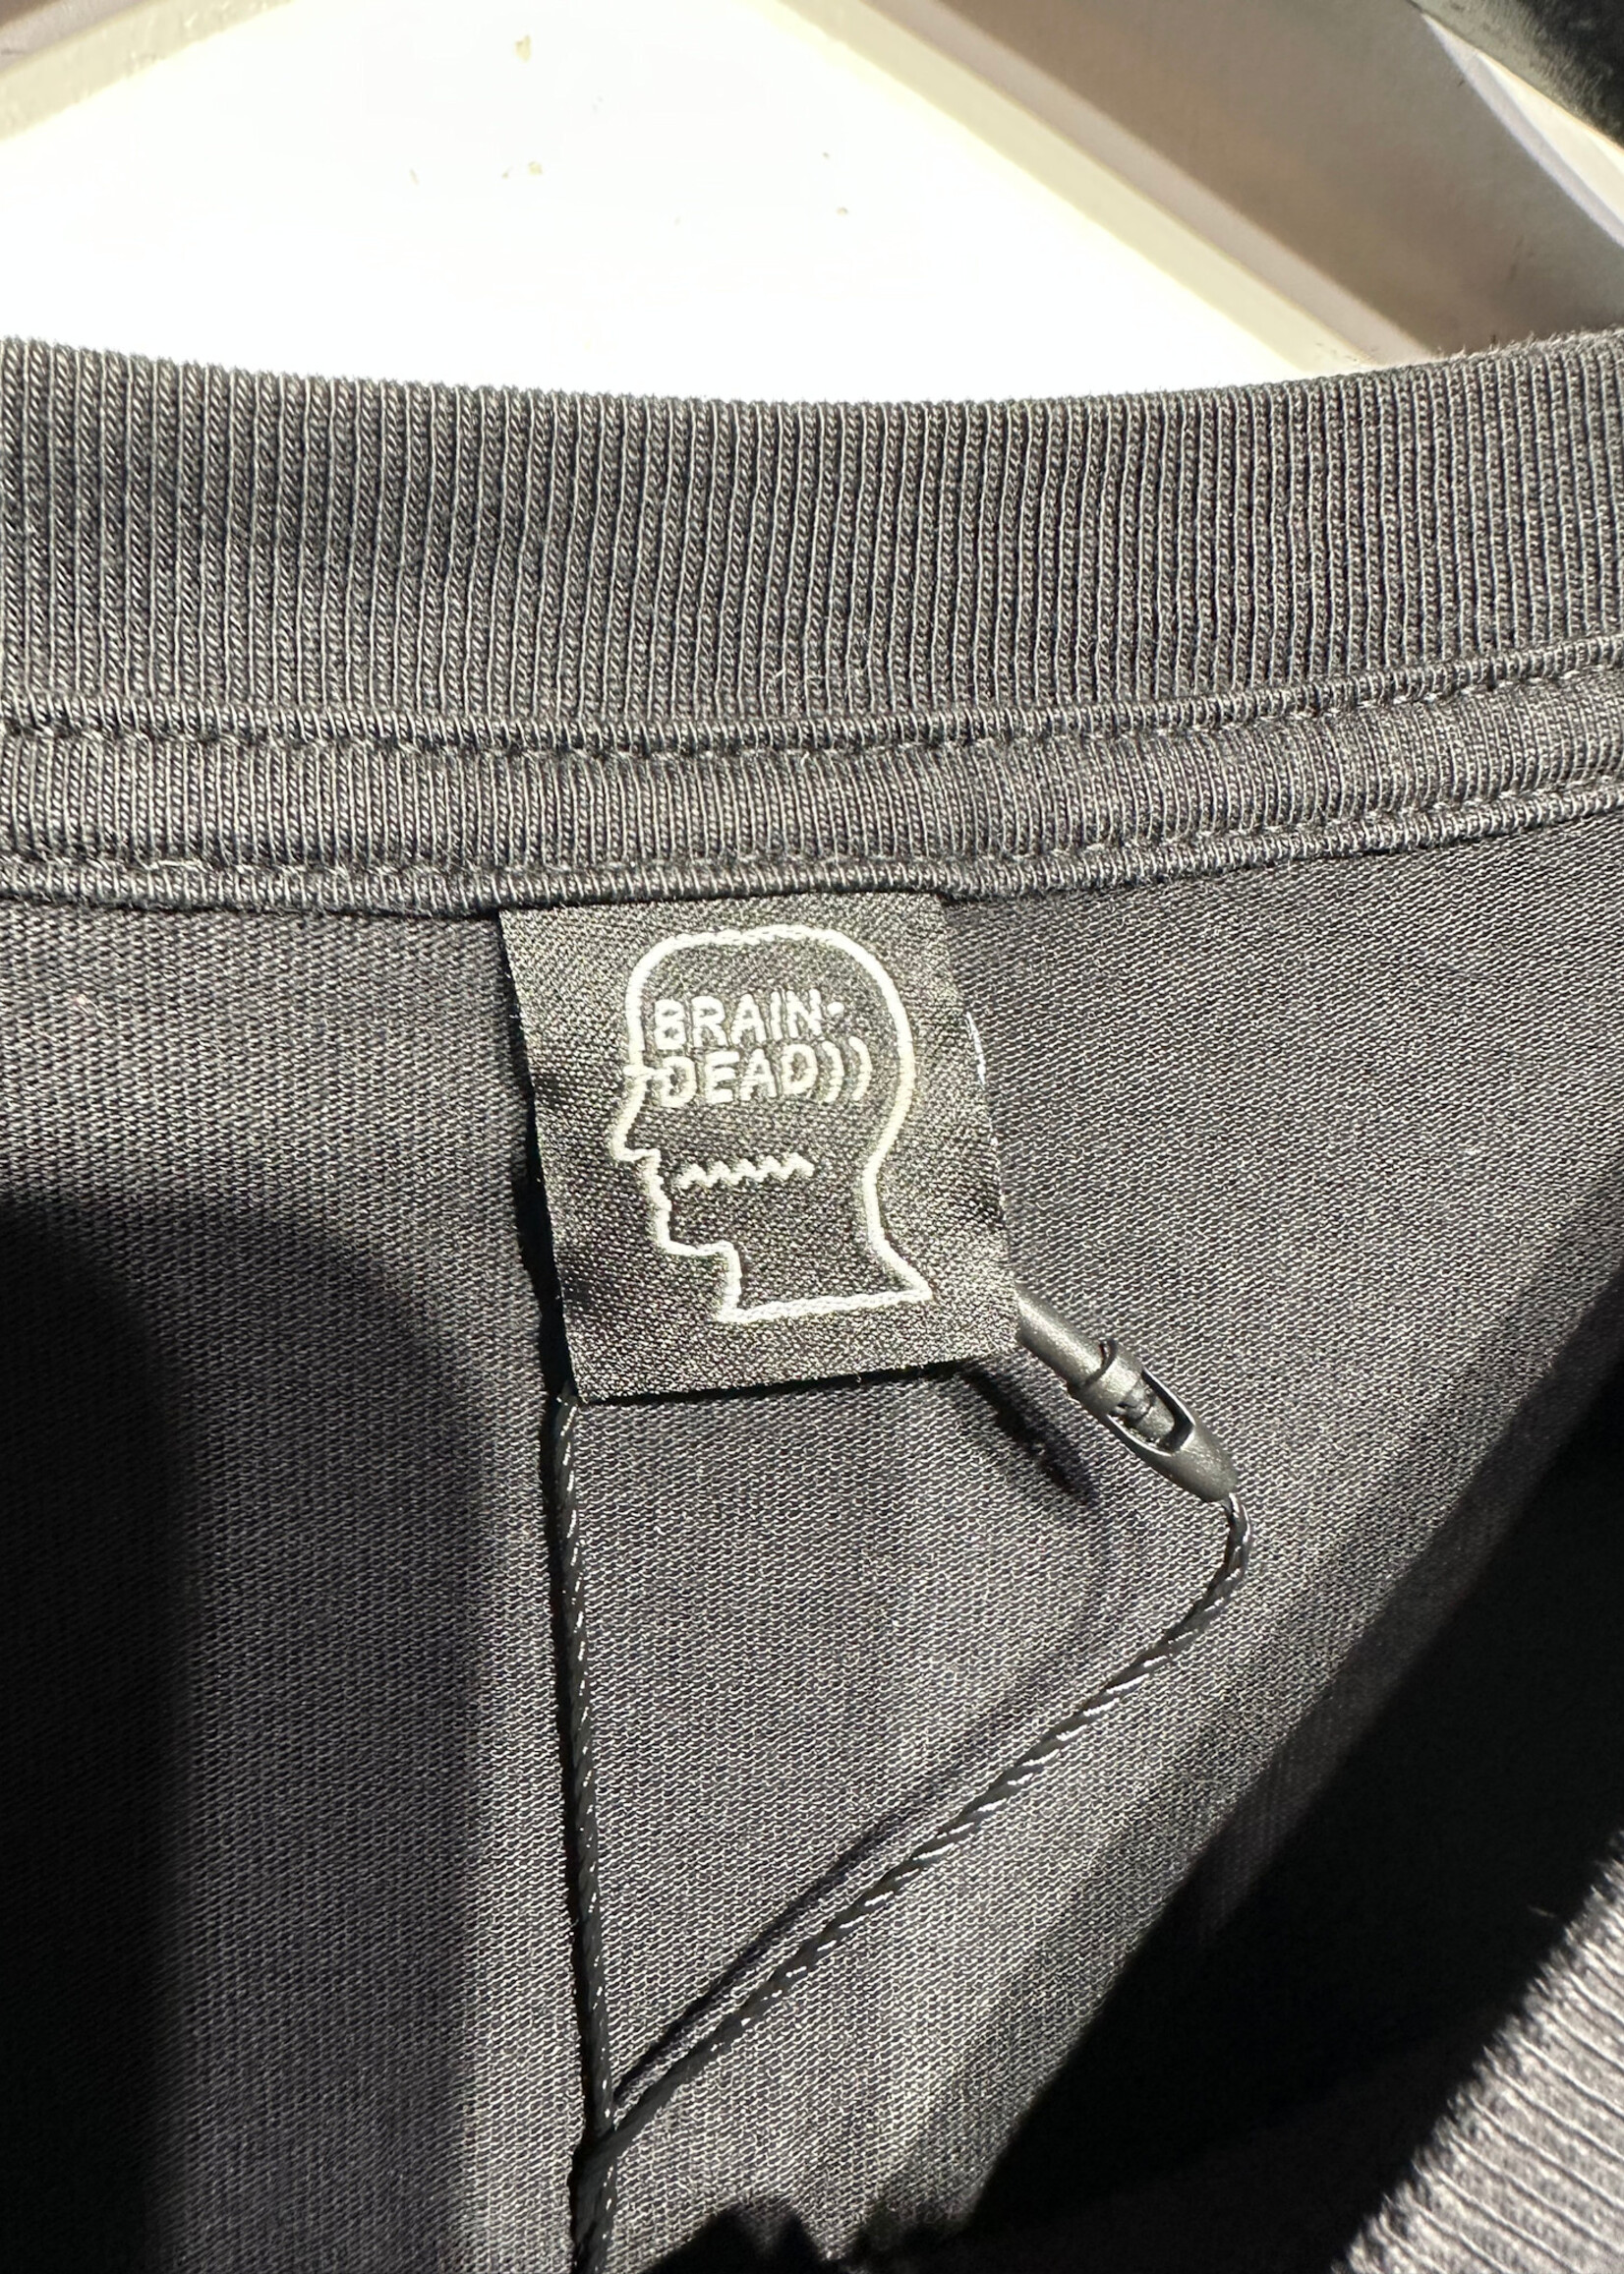 BRAIN-
DEAD))